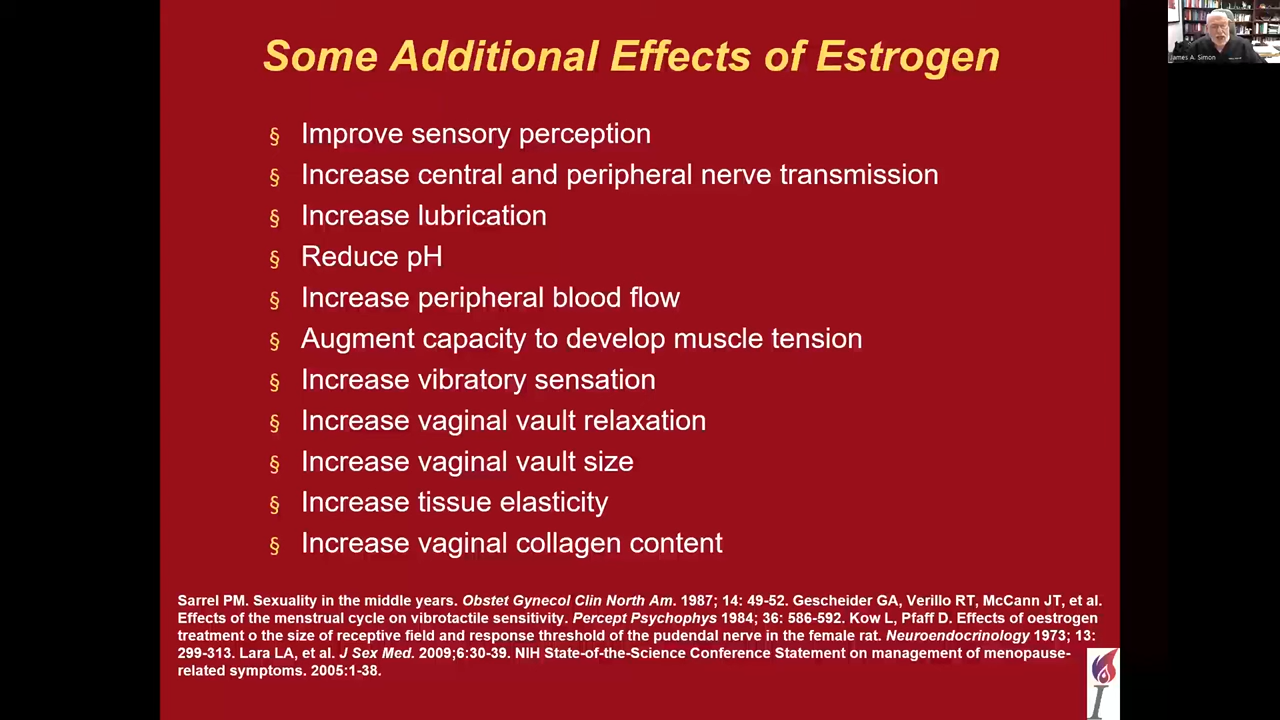 Some Additional Effects of Estrogen
James A. Simon
§ Improve sensory perception
§ Increase central and peripheral nerve transmission
§ Increase lubrication
§ Reduce pH
§ Increase peripheral blood flow
§ Augment capacity to develop muscle tension
§ Increase vibratory sensation
§ Increase vaginal vault relaxation
§ Increase vaginal vault size
§ Increase tissue elasticity
§ Increase vaginal collagen content
Sarrel PM. Sexuality in the middle years. Obstet Gynecol Clin North Am. 1987; 14: 49-52. Gescheider GA, Verillo RT, McCann JT, et al.
Effects of the menstrual cycle on vibrotactile sensitivity. Percept Psychophys 1984; 36: 586-592. Kow L, Pfaff D. Effects of oestrogen
treatment o the size of receptive field and response threshold of the pudendal nerve in the female rat. Neuroendocrinology 1973; 13:
299-313. Lara LA, et al. J Sex Med. 2009;6:30-39. NIH State-of-the-Science Conference Statement on management of menopause-
related symptoms. 2005:1-38.